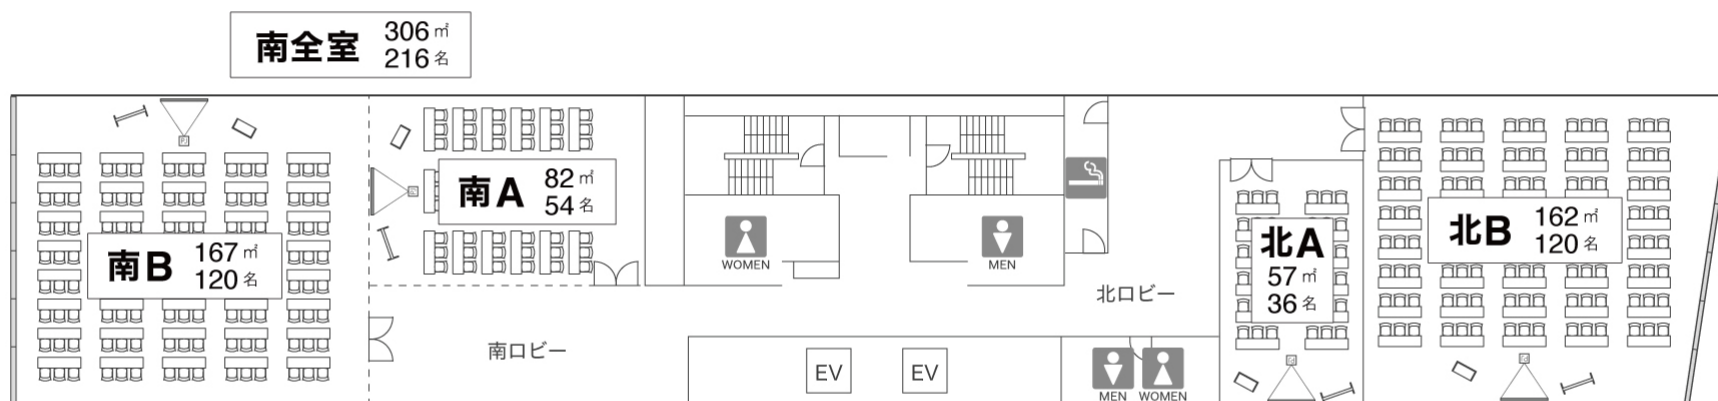 南全室 306㎡
216名
南A 82㎡
54名
南B 167㎡
120名
WOMEN
MEN
北A
57㎡
36名
北B 162㎡
120名
北ロビー
南ロビー
EV
EV
MEN WOMEN